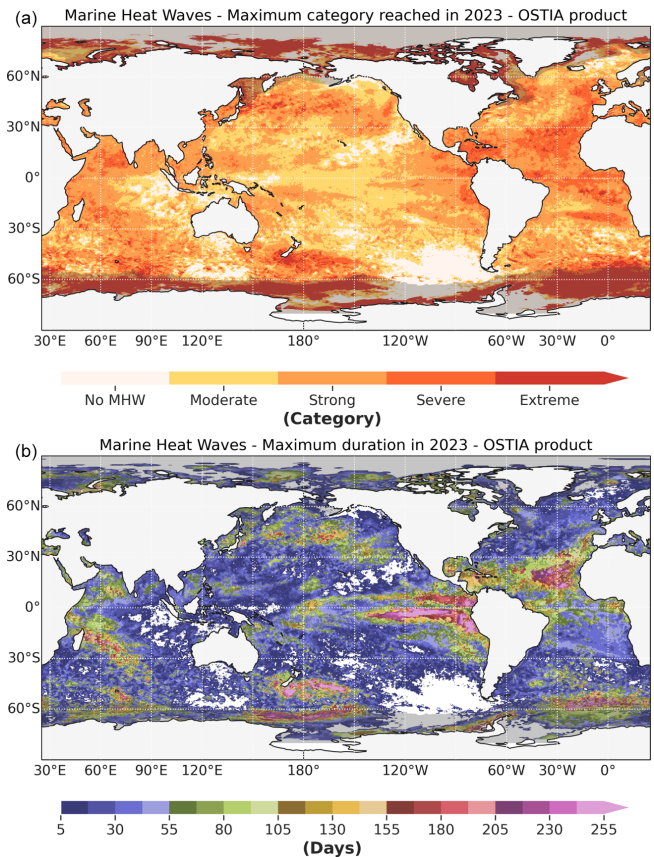 (a)
Marine Heat Waves - Maximum category reached in 2023 - OSTIA product
60°N
30°N
0°
30°S
60°S
30°E 60°E 90°E 120°E 180° 120°W 60°W 30°W 0°
No MHW Moderate Strong Severe Extreme
(Category)
(b)
Marine Heat Waves - Maximum duration in 2023 - OSTIA product
60°N
30°N
0°
30°S
60°S
30°E 60°E 90°E 120°E 180° 120°W 60°W 30°W 0°
5 30 55 80 105 130 155 180 205 230 255
(Days)